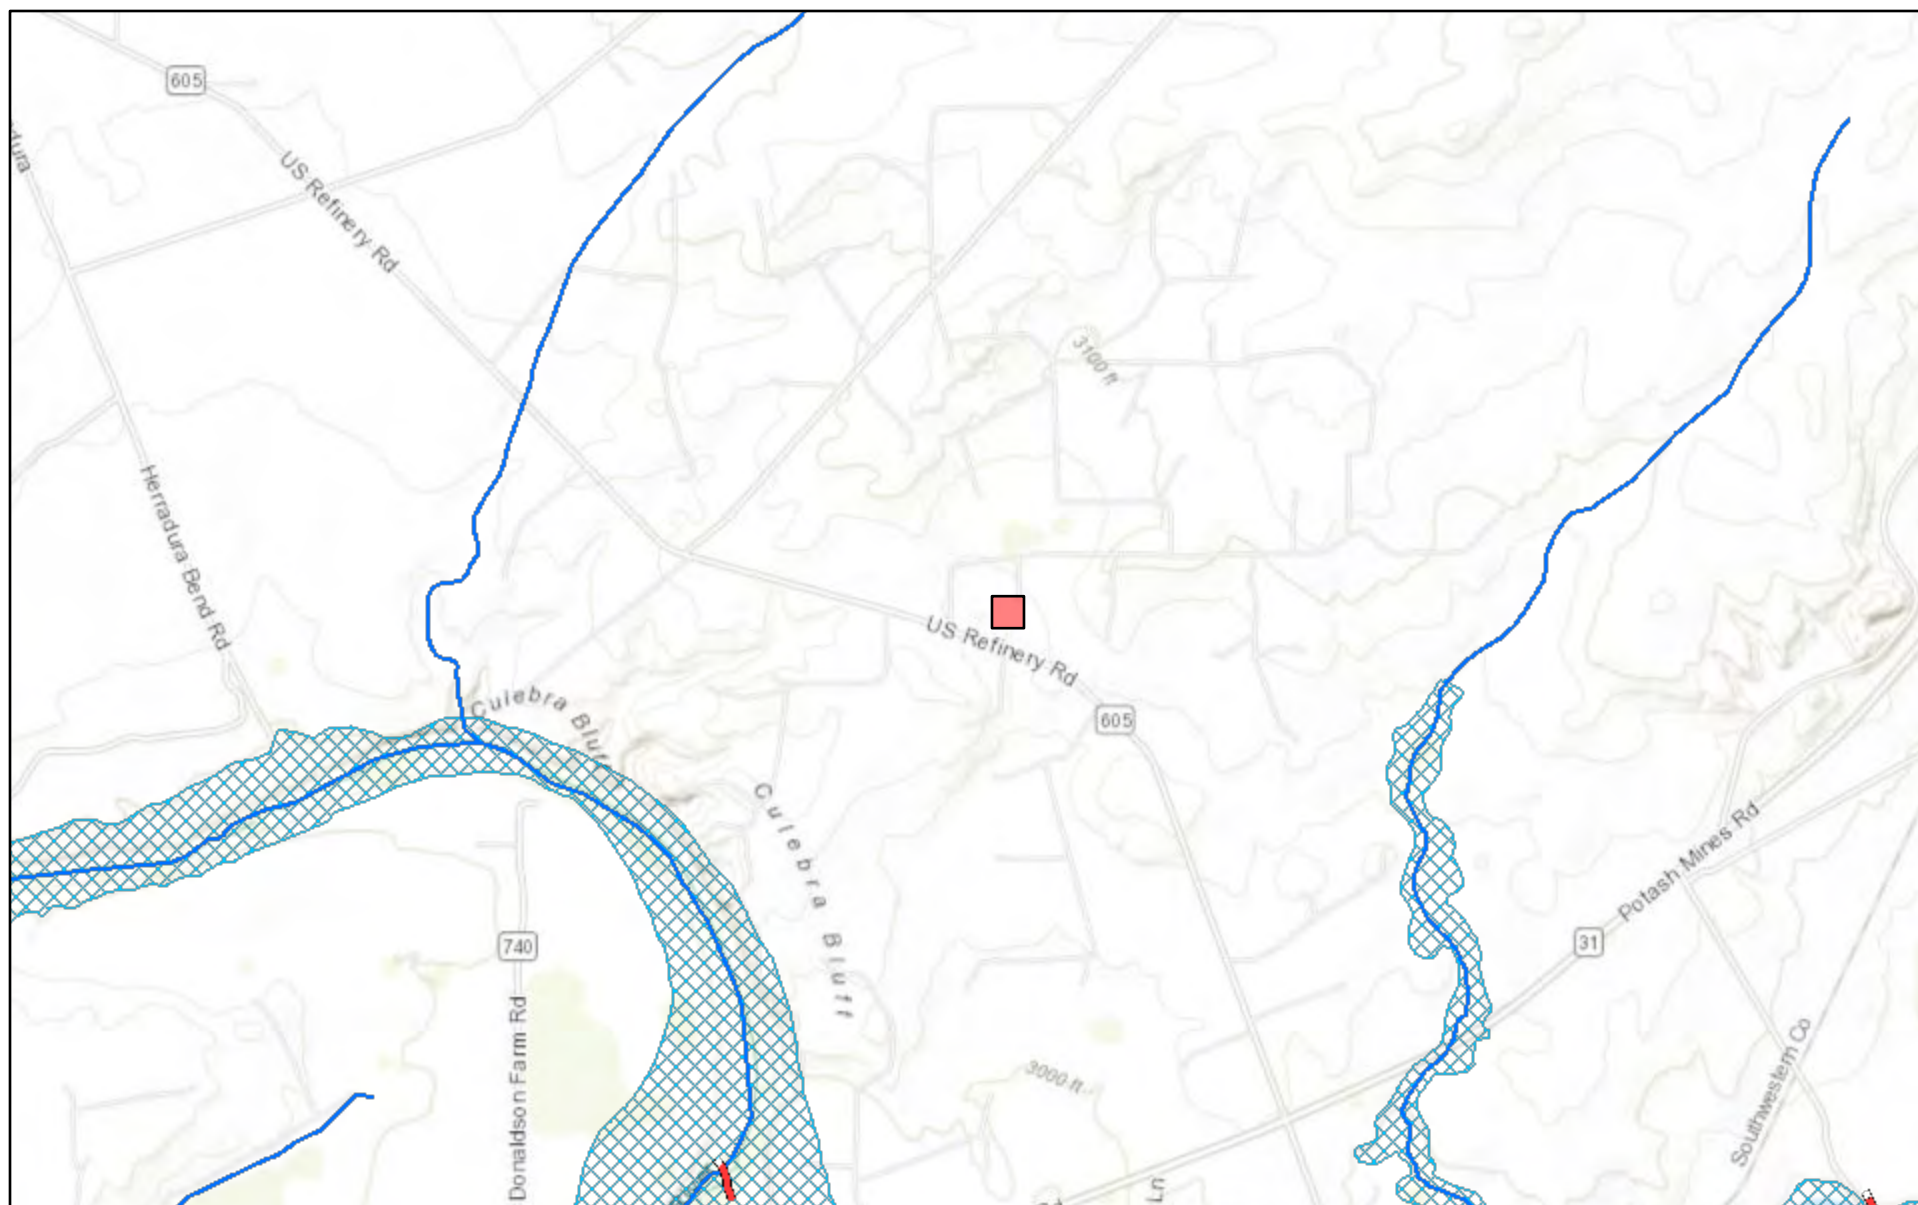 605
US Refinery Rd
3100 ft
Herradura Bend Rd
US Refinery Rd
Culebra Bluff
605
Culebra Bluff
Potash Mines Rd
740
31
Donaldson Farm Rd
3000 ft
Southwestern Co
Ln